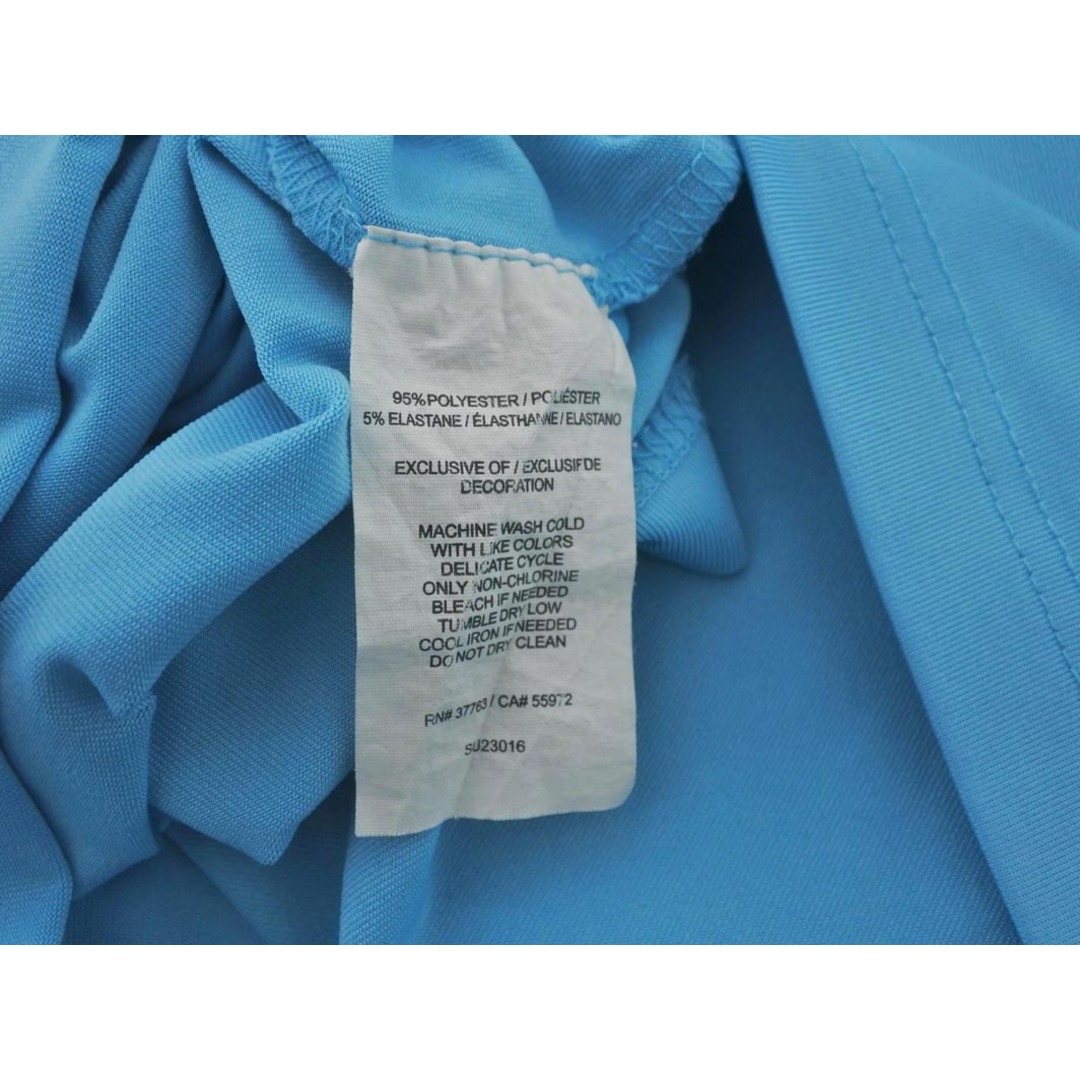 95% POLYESTER / POLIÉSTER
5% ELASTANE / ÉLASTHANNE / ELASTANO
EXCLUSIVE OF / EXCLUSIF DE
DECORATION
MACHINE WASH COLD
WITH LIKE COLORS
DELICATE CYCLE
ONLY NON-CHLORINE
BLEACH IF NEEDED
TUMBLE DRY LOW
COOL IRON IF NEEDED
DO NOT DRY CLEAN
RN# 37763 / CA# 55972